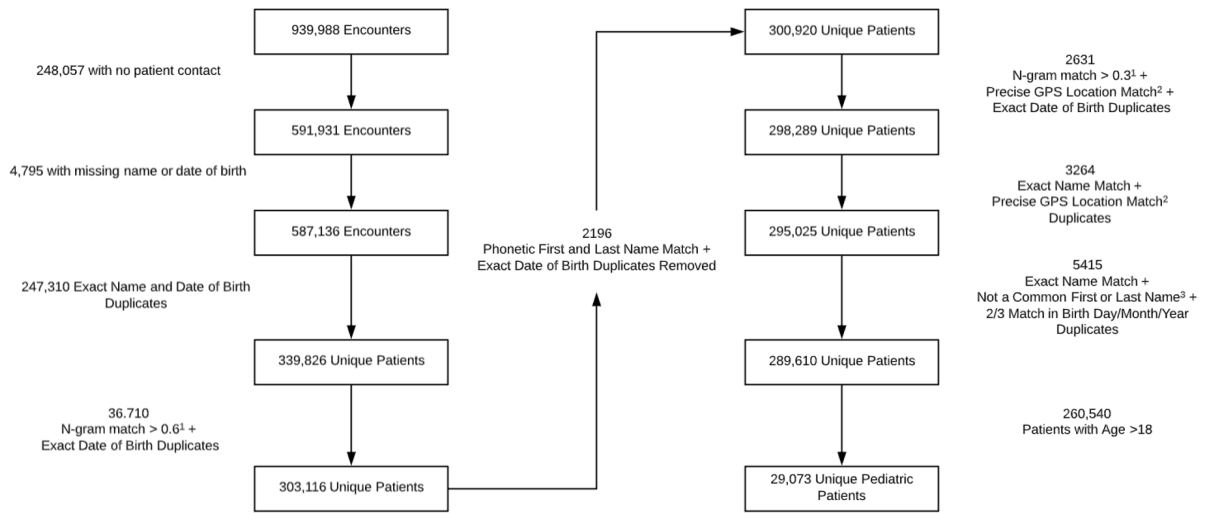 939,988 Encounters
248,057 with no patient contact
591,931 Encounters
4,795 with missing name or date of birth
587,136 Encounters
247,310 Exact Name and Date of Birth
Duplicates
339,826 Unique Patients
36.710
N-gram match > 0.6¹ +
Exact Date of Birth Duplicates
303,116 Unique Patients
2196
Phonetic First and Last Name Match +
Exact Date of Birth Duplicates Removed
300,920 Unique Patients
2631
N-gram match > 0.3¹ +
Precise GPS Location Match² +
Exact Date of Birth Duplicates
298,289 Unique Patients
3264
Exact Name Match +
Precise GPS Location Match²
Duplicates
295,025 Unique Patients
5415
Exact Name Match +
Not a Common First or Last Name³ +
2/3 Match in Birth Day/Month/Year
Duplicates
289,610 Unique Patients
260,540
Patients with Age >18
29,073 Unique Pediatric
Patients